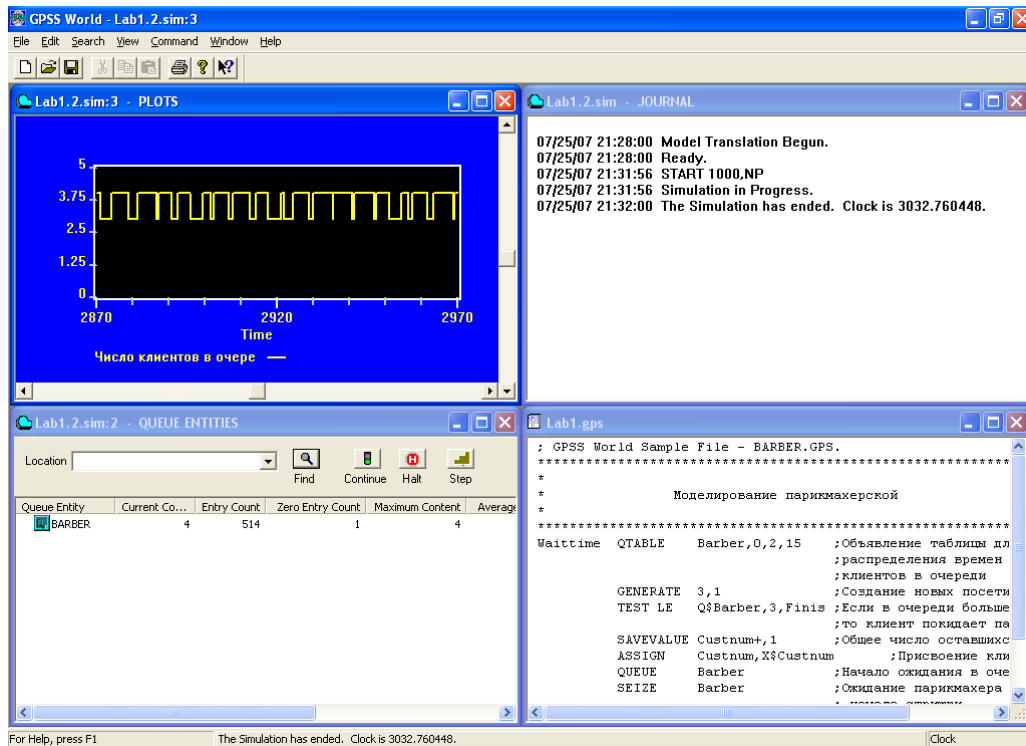 GPSS World - Lab1.2.sim:3
File Edit Search View Command Window Help
Lab1.2.sim:3 - PLOTS
5
3.75
2.5
1.25
0
2870 2920 2970
Time
Число клиентов в очере
Lab1.2.sim - JOURNAL
07/25/07 21:28:00 Model Translation Begun.
07/25/07 21:28:00 Ready.
07/25/07 21:31:56 START 1000,NP
07/25/07 21:31:56 Simulation in Progress.
07/25/07 21:32:00 The Simulation has ended. Clock is 3032.760448.
Lab1.2.sim:2 - QUEUE ENTITIES
Location
Find Continue Halt Step
Queue Entity Current Co... Entry Count Zero Entry Count Maximum Content Average
BARBER 4 514 1 4
Lab1.gps
; GPSS World Sample File - BARBER.GPS.
***********************************************************
*
* Моделирование парикмахерской
*
***********************************************************
Waittime QTABLE Barber,0,2,15 ;Объявление таблицы дл
;распределения времен
;клиентов в очереди
GENERATE 3,1 ;Создание новых посети
TEST LE Q$Barber,3,Finis ;Если в очереди больше
;то клиент покидает па
SAVEVALUE Custnum+,1 ;Общее число оставшихс
ASSIGN Custnum,X$Custnum ;Присвоение кли
QUEUE Barber ;Начало ожидания в оче
SEIZE Barber ;Ожидание парикмахера
For Help, press F1 The Simulation has ended. Clock is 3032.760448. Clock